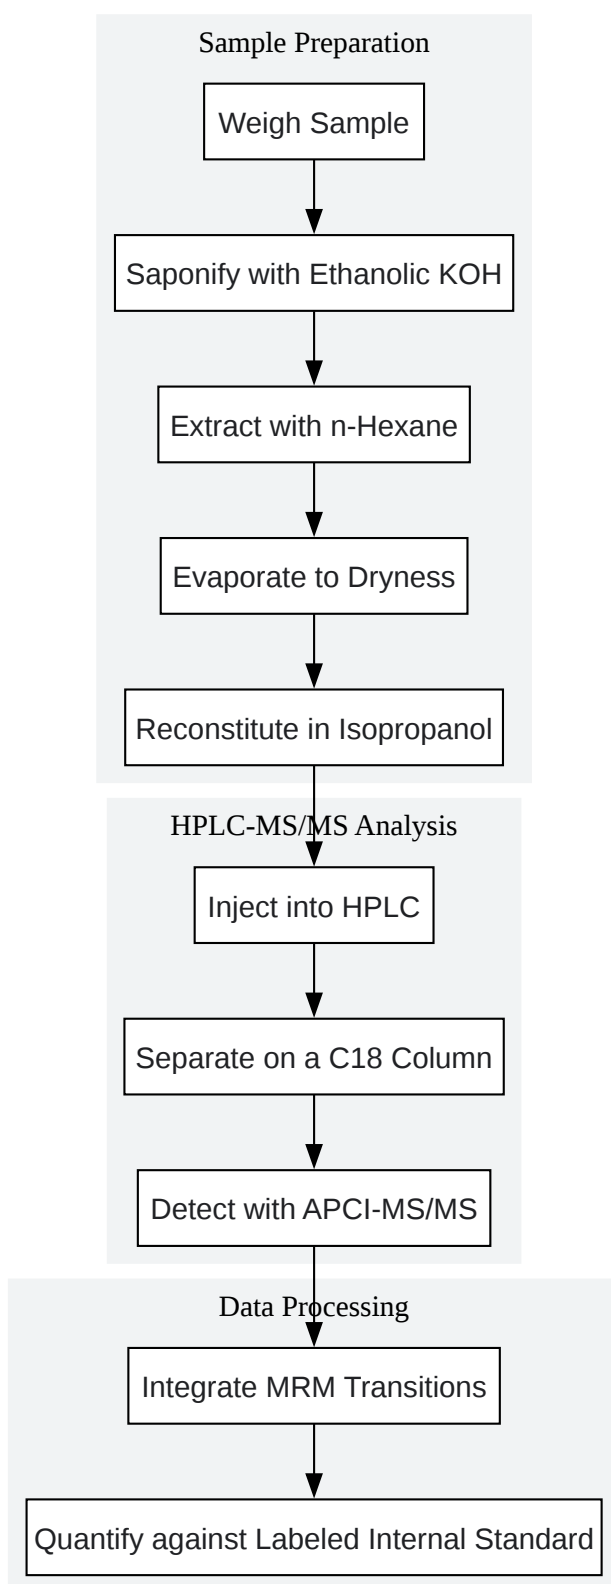 Sample Preparation
Weigh Sample
Saponify with Ethanolic KOH
Extract with n-Hexane
Evaporate to Dryness
Reconstitute in Isopropanol
HPLC-MS/MS Analysis
Inject into HPLC
Separate on a C18 Column
Detect with APCI-MS/MS
Data Processing
Integrate MRM Transitions
Quantify against Labeled Internal Standard